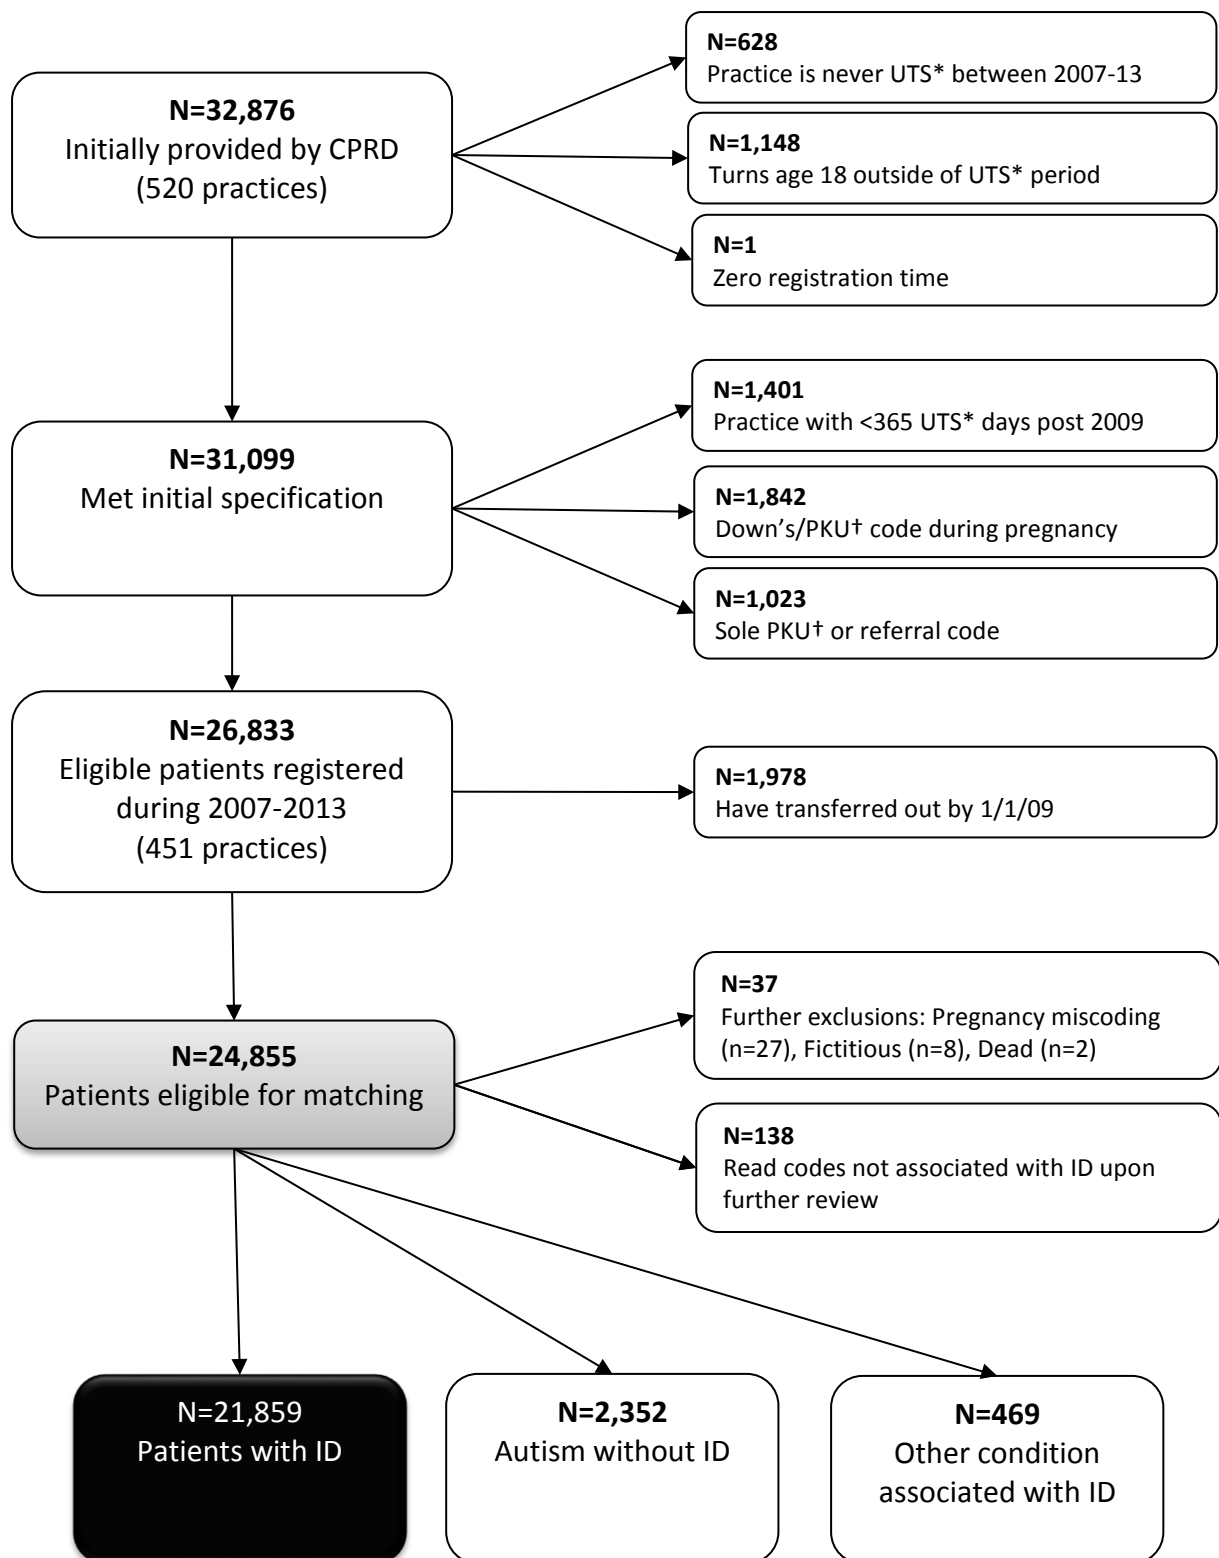 N=32,876
Initially provided by CPRD
(520 practices)
N=628
Practice is never UTS* between 2007-13
N=1,148
Turns age 18 outside of UTS* period
N=1
Zero registration time
N=31,099
Met initial specification
N=1,401
Practice with <365 UTS* days post 2009
N=1,842
Down’s/PKU† code during pregnancy
N=1,023
Sole PKU† or referral code
N=26,833
Eligible patients registered
during 2007-2013
(451 practices)
N=1,978
Have transferred out by 1/1/09
N=24,855
Patients eligible for matching
N=37
Further exclusions: Pregnancy miscoding
(n=27), Fictitious (n=8), Dead (n=2)
N=138
Read codes not associated with ID upon
further review
N=21,859
Patients with ID
N=2,352
Autism without ID
N=469
Other condition
associated with ID